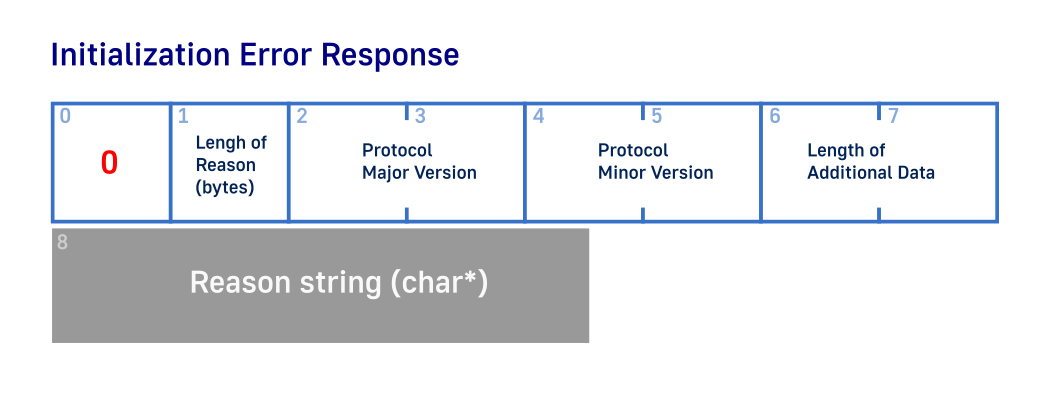 Initialization Error Response
0 1 2 3 4 5 6 7
0
Lengh of
Reason
(bytes)
Protocol
Major Version
Protocol
Minor Version
Length of
Additional Data
8
Reason string (char*)